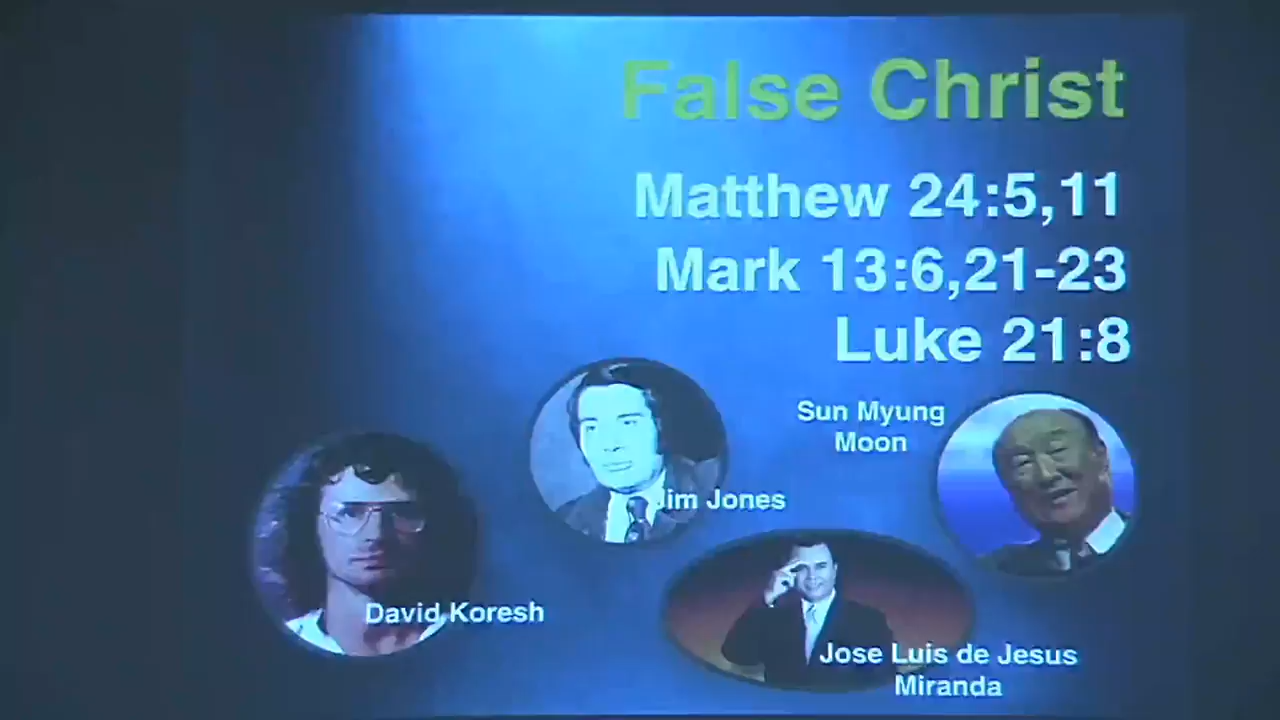 False Christ
Matthew 24:5,11
Mark 13:6,21-23
Luke 21:8
Sun Myung
Moon
Jim Jones
David Koresh
Jose Luis de Jesus
Miranda